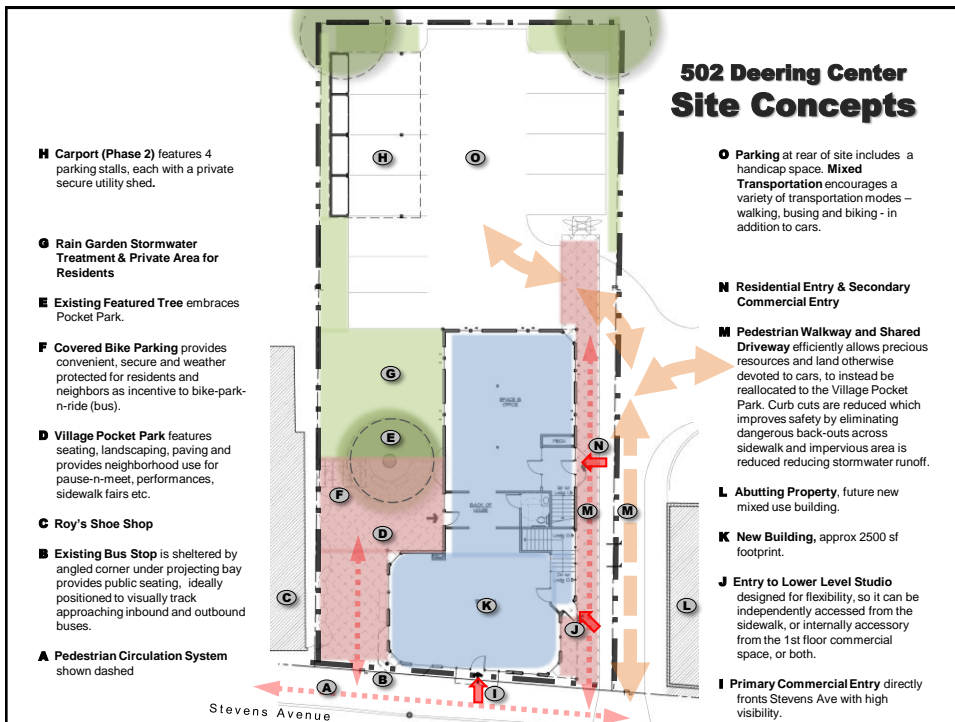 502 Deering Center
Site Concepts
H Carport (Phase 2) features 4
parking stalls, each with a private
secure utility shed.
G Rain Garden Stormwater
Treatment & Private Area for
Residents
E Existing Featured Tree embraces
Pocket Park.
F Covered Bike Parking provides
convenient, secure and weather
protected for residents and
neighbors as incentive to bike-park-
n-ride (bus).
D Village Pocket Park features
seating, landscaping, paving and
provides neighborhood use for
pause-n-meet, performances,
sidewalk fairs etc.
C Roy's Shoe Shop
B Existing Bus Stop is sheltered by
angled corner under projecting bay
provides public seating, ideally
positioned to visually track
approaching inbound and outbound
buses.
A Pedestrian Circulation System
shown dashed
H
O
G
E
F
D
C
K
N
M
M
L
J
B
A
I
BACK OF
HOUSE
Stevens Avenue
O Parking at rear of site includes a
handicap space. Mixed
Transportation encourages a
variety of transportation modes –
walking, busing and biking - in
addition to cars.
N Residential Entry & Secondary
Commercial Entry
M Pedestrian Walkway and Shared
Driveway efficiently allows precious
resources and land otherwise
devoted to cars, to instead be
reallocated to the Village Pocket
Park. Curb cuts are reduced which
improves safety by eliminating
dangerous back-outs across
sidewalk and impervious area is
reduced reducing stormwater runoff.
L Abutting Property, future new
mixed use building.
K New Building, approx 2500 sf
footprint.
J Entry to Lower Level Studio
designed for flexibility, so it can be
independently accessed from the
sidewalk, or internally accessory
from the 1st floor commercial
space, or both.
I Primary Commercial Entry directly
fronts Stevens Ave with high
visibility.